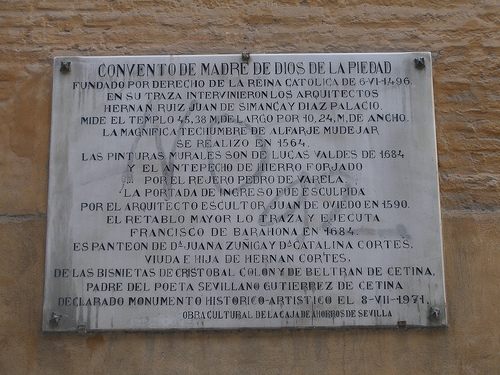 CONVENTO DE MADRE DE DIOS DE LA PIEDAD
FUNDADO POR DERECHO DE LA REINA CATOLICA DE 6-VI-1496.
EN SU TRAZA INTERVINIERON LOS ARQUITECTOS
HERNAN RUIZ JUAN DE SIMANCA Y DIAZ PALACIO.
MIDE EL TEMPLO 45,38 M, DE LARGO POR 10,24, M, DE ANCHO.
LA MAGNIFICA TECHUMBRE DE ALFARJE MUDEJAR
SE REALIZO EN 1564.
LAS PINTURAS MURALES SON DE LUCAS VALDES DE 1684
Y EL ANTEPECHO DE HIERRO FORJADO
POR EL REJERO PEDRO DE VARELA.
LA PORTADA DE INGRESO FUE ESCULPIDA
POR EL ARQUITECTO ESCULTOR JUAN DE OVIEDO EN 1590.
EL RETABLO MAYOR LO TRAZA Y EJECUTA
FRANCISCO DE BARAHONA EN 1684.
ES PANTEON DE Dª JUANA ZUÑIGA Y Dª CATALINA CORTES,
VIUDA E HIJA DE HERNAN CORTES,
DE LAS BISNIETAS DE CRISTOBAL COLON Y DE BELTRAN DE CETINA,
PADRE DEL POETA SEVILLANO GUTIERREZ DE CETINA
DECLARADO MONUMENTO HISTORICO-ARTISTICO EL 8-VII-1971,
OBRA CULTURAL DE LA CAJA DE AHORROS DE SEVILLA